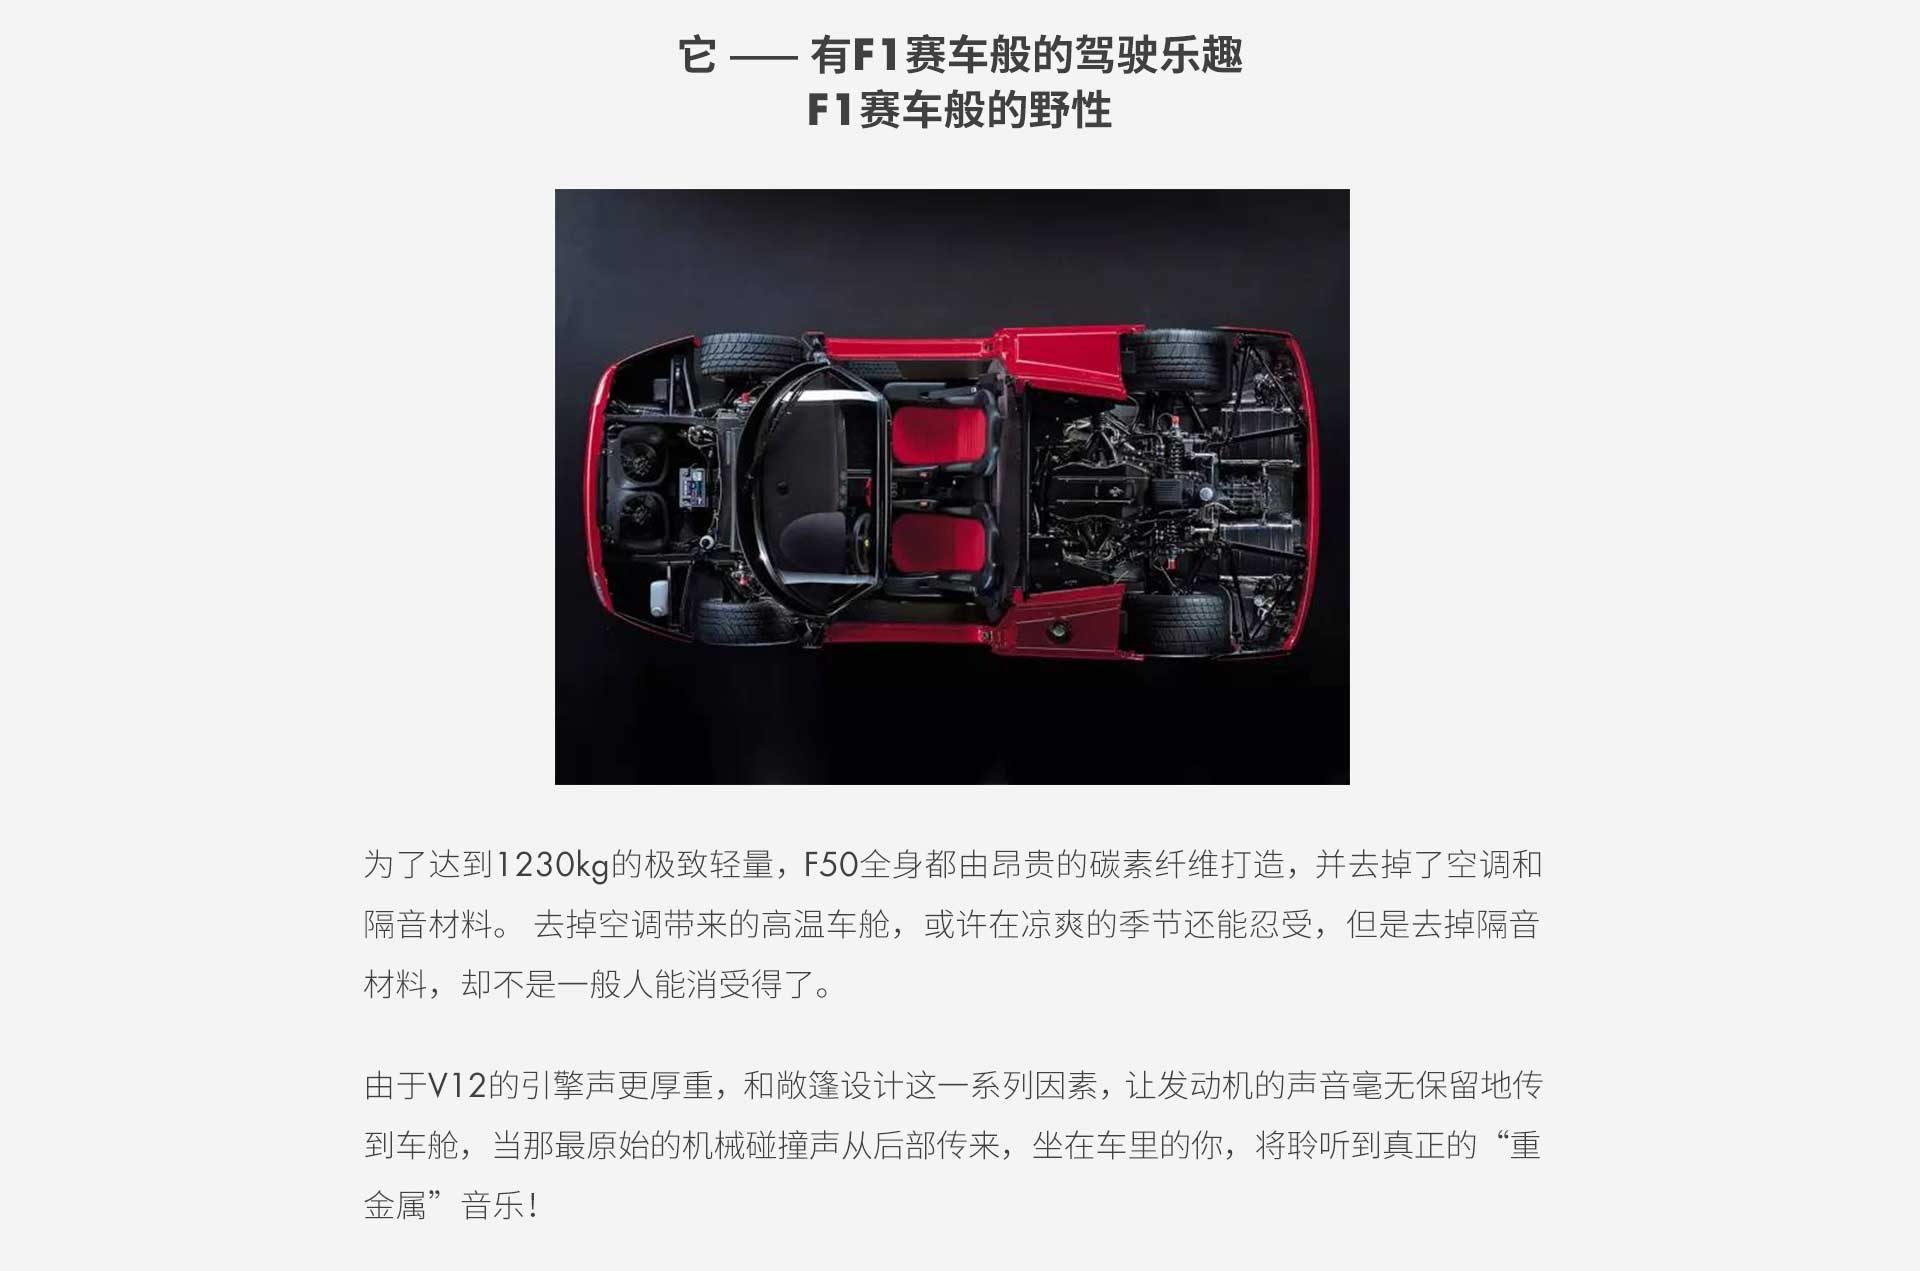 它 —— 有F1赛车般的驾驶乐趣
F1赛车般的野性
为了达到1230kg的极致轻量，F50全身都由昂贵的碳素纤维打造，并去掉了空调和
隔音材料。 去掉空调带来的高温车舱，或许在凉爽的季节还能忍受，但是去掉隔音
材料，却不是一般人能消受得了。
由于V12的引擎声更厚重，和敞篷设计这一系列因素，让发动机的声音毫无保留地传
到车舱，当那最原始的机械碰撞声从后部传来，坐在车里的你，将聆听到真正的“重
金属”音乐！